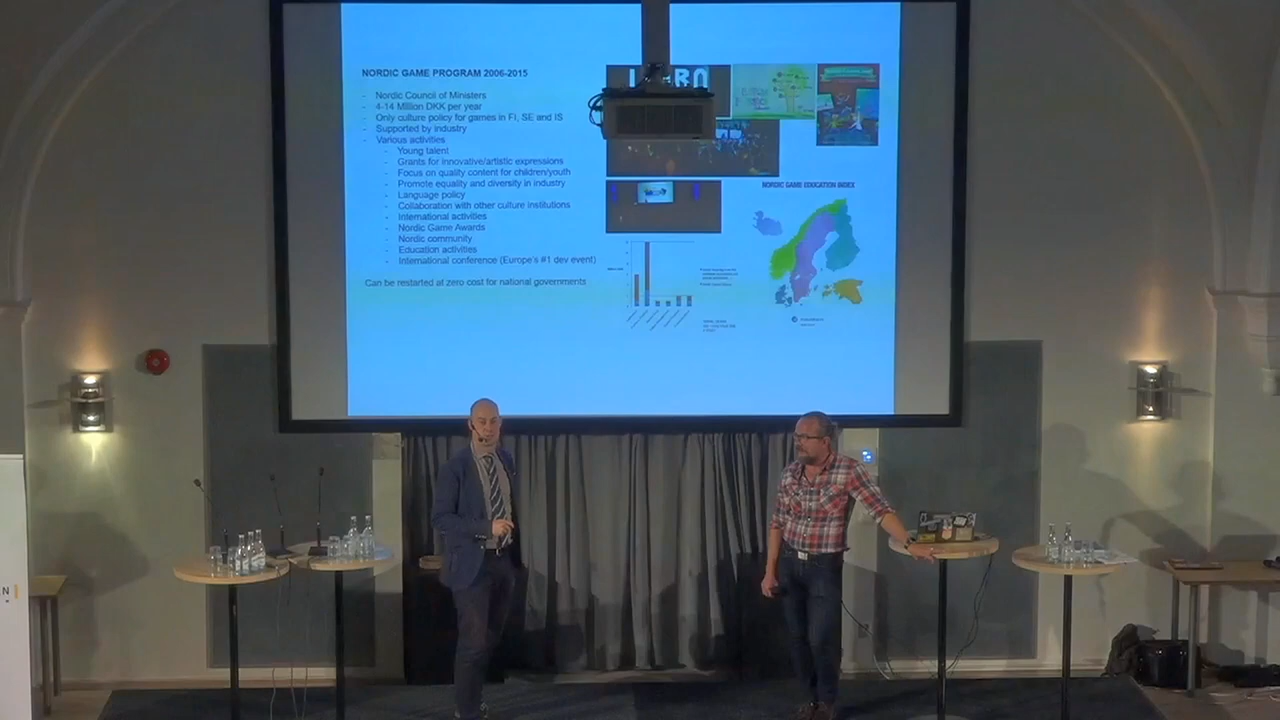 NORDIC GAME PROGRAM 2006-2015
- Nordic Council of Ministers
- 4-14 Million DKK per year
- Only culture policy for games in FI, SE and IS
- Supported by industry
- Various activities
- Young talent
- Grants for innovative/artistic expressions
- Focus on quality content for children/youth
- Promote equality and diversity in industry
- Language policy
- Collaboration with other culture institutions
- International activities
- Nordic Game Awards
- Nordic community
- Education activities
- International conference (Europe's #1 dev event)
Can be restarted at zero cost for national governments
NORDIC GAME EDUCATION INDEX
N